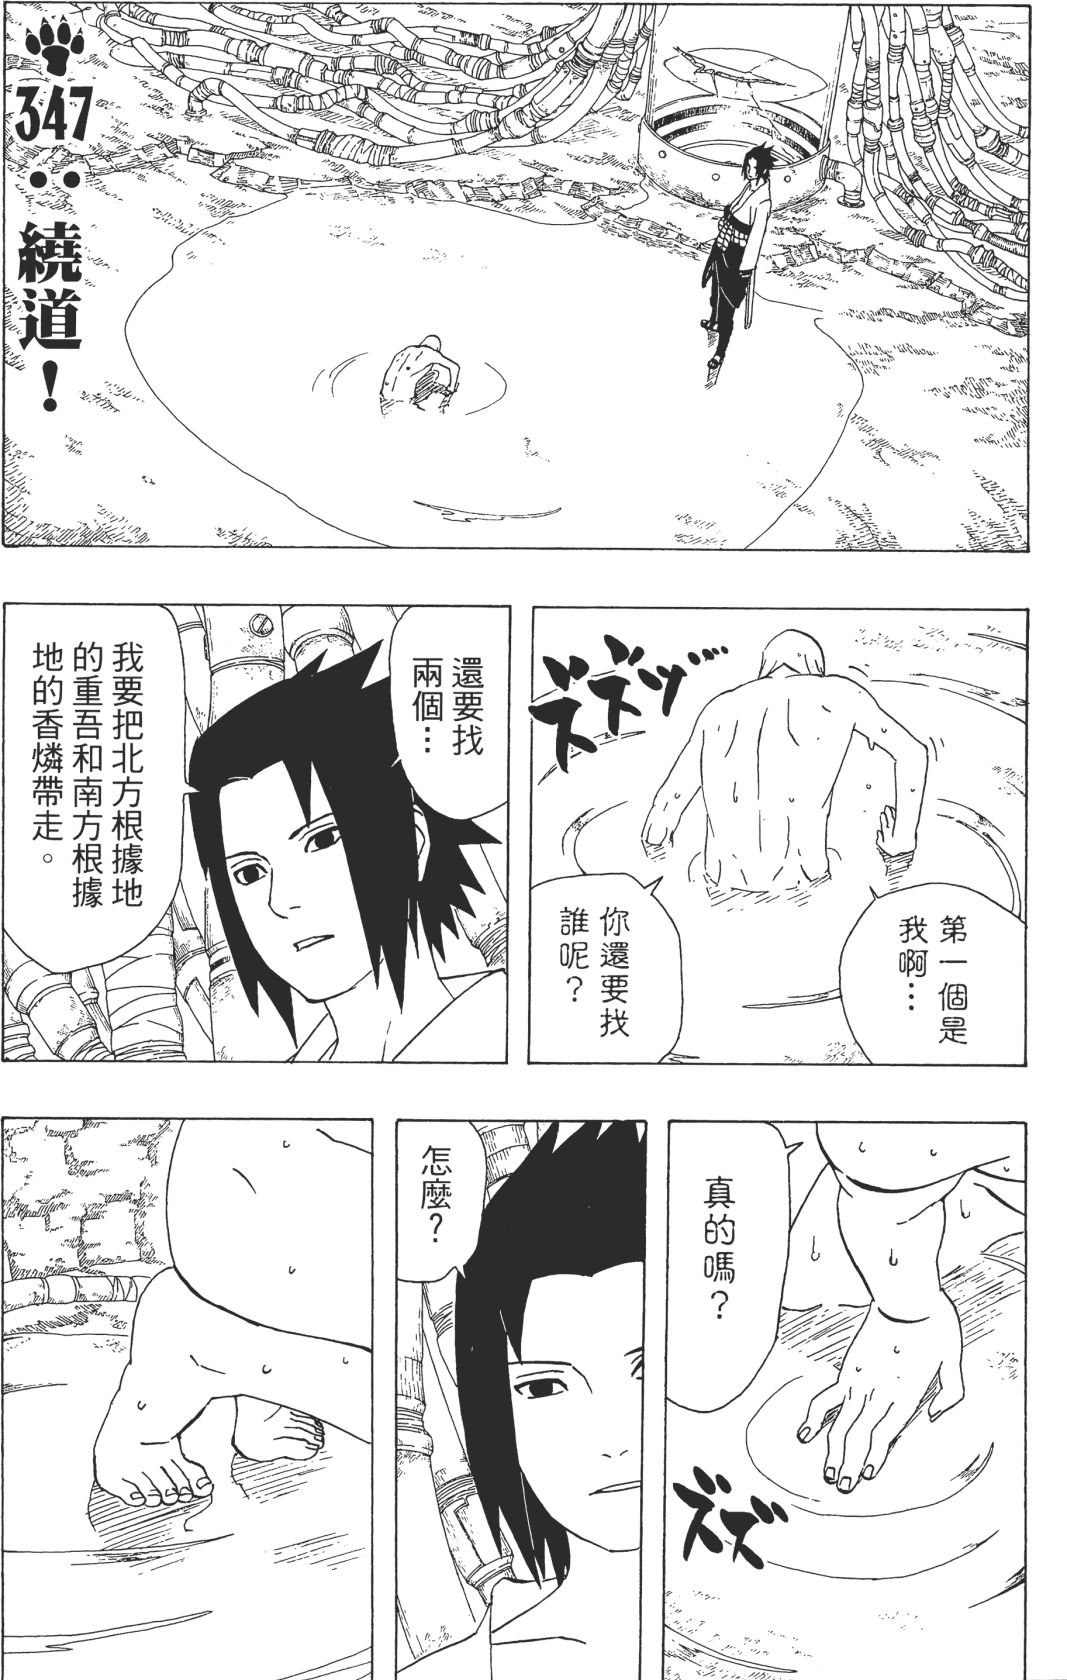 347：繞道！
ズズッ…
第一個是
我啊…
你還要找
誰呢？
還要找
兩個…
我要把北方根據地
的重吾和南方根據
地的香燐帶走。
真的嗎？
ズズ
怎麼？